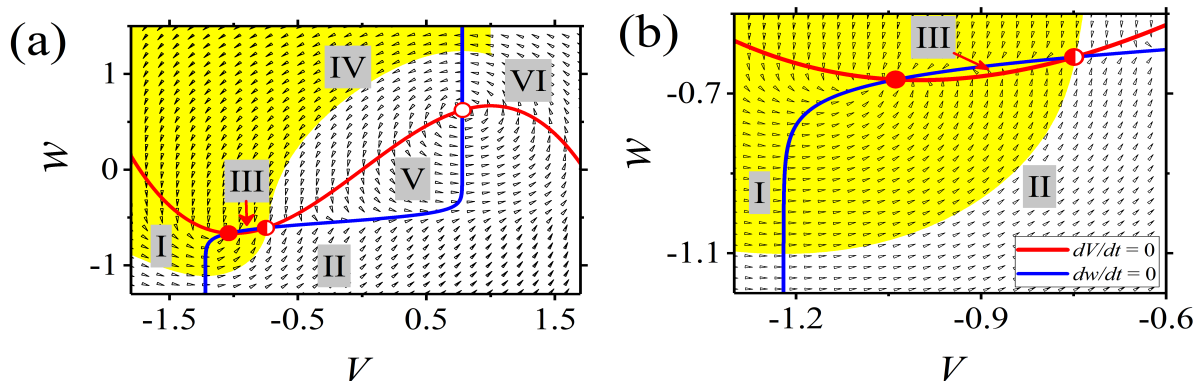 (a)
1
0
-1
w
IV
VI
III
V
I
II
-1.5
-0.5
0.5
1.5
V
(b)
-0.7
-1.1
w
III
I
II
dV/dt = 0
dw/dt = 0
-1.2
-0.9
-0.6
V